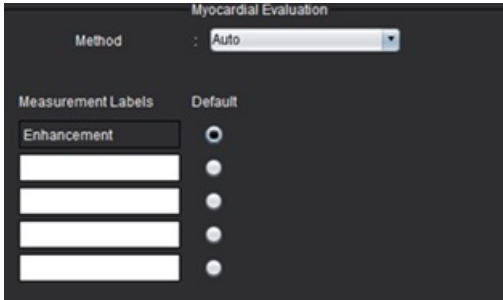 Myocardial Evaluation
Method : Auto
Measurement Labels Default
Enhancement